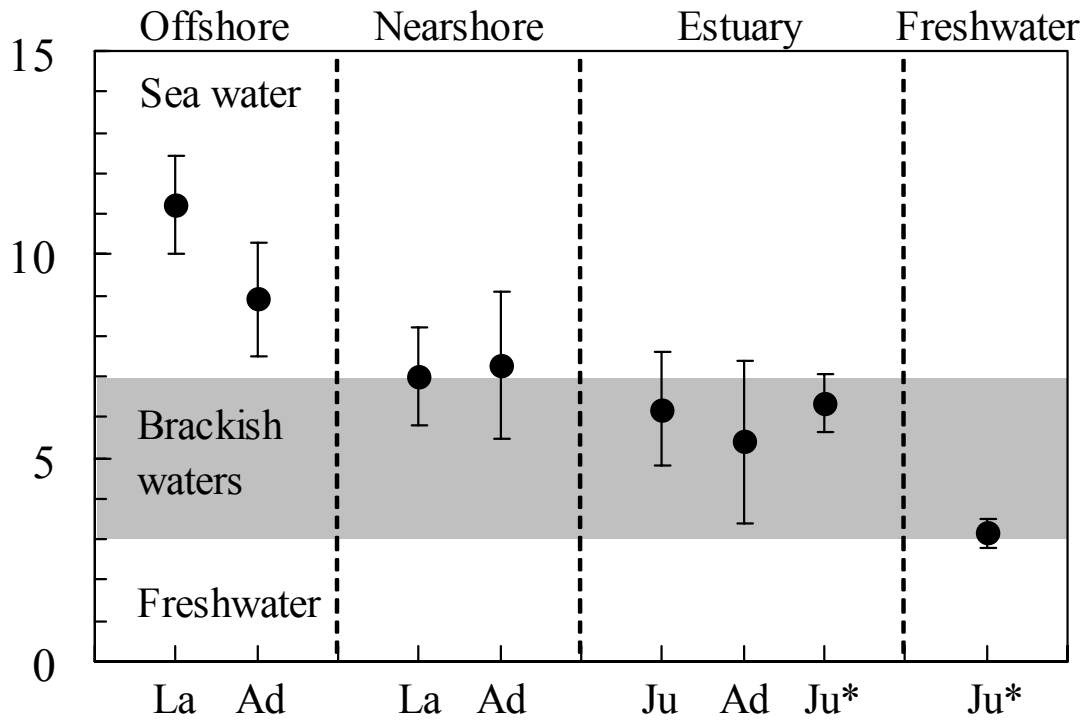 Offshore Nearshore Estuary Freshwater
15
Sea water
10
Brackish
waters
5
Freshwater
0
La Ad La Ad Ju Ad Ju* Ju*